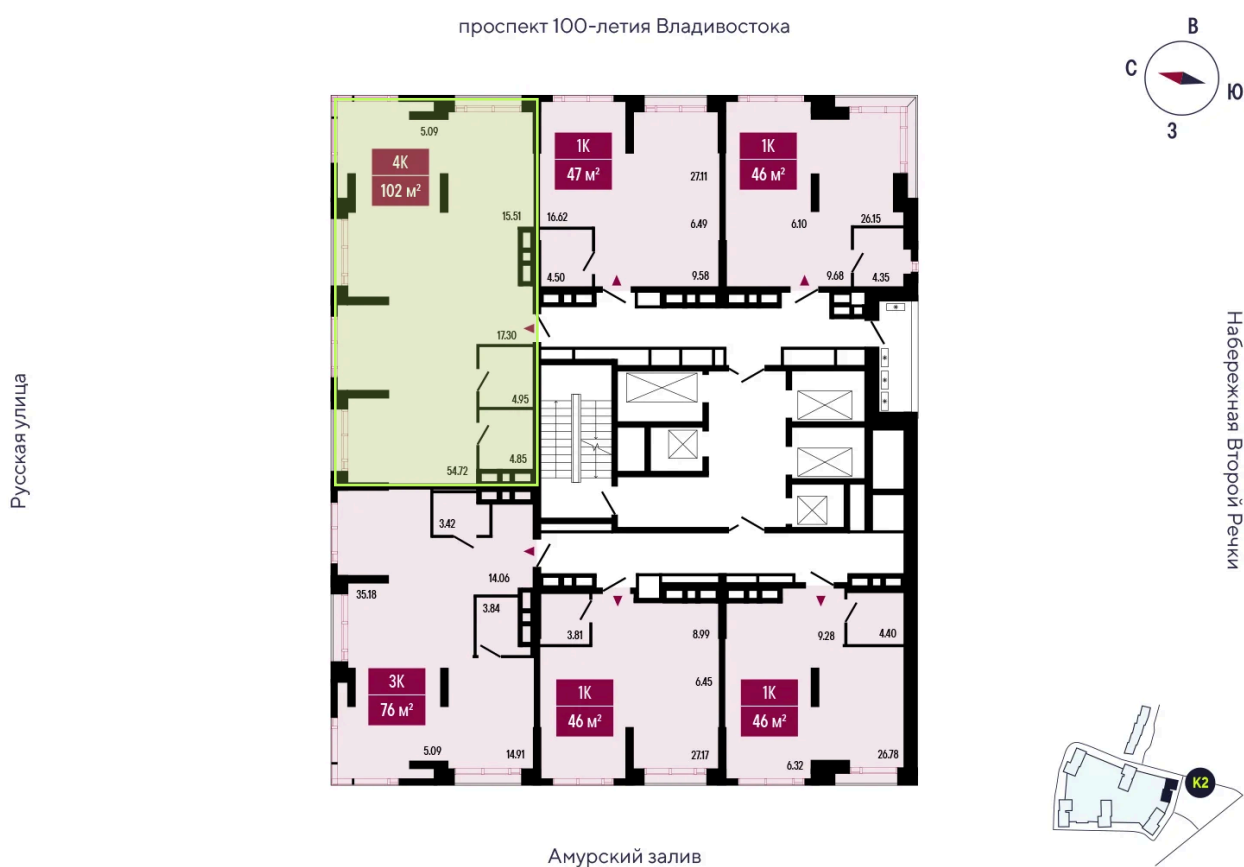 проспект 100-летия Владивостока
В
С
Ю
З
5.09
4К
102 м²
15.51
17.30
4.95
4.85
54.72
1К
47 м²
27.11
16.62
6.49
4.50
9.58
1К
46 м²
6.10
26.15
9.68
4.35
Русская улица
Набережная Второй Речки
3.42
14.06
35.18
3.84
3К
76 м²
5.09
14.91
3.81
8.99
6.45
1К
46 м²
27.17
9.28
4.40
1К
46 м²
6.32
26.78
К2
Амурский залив